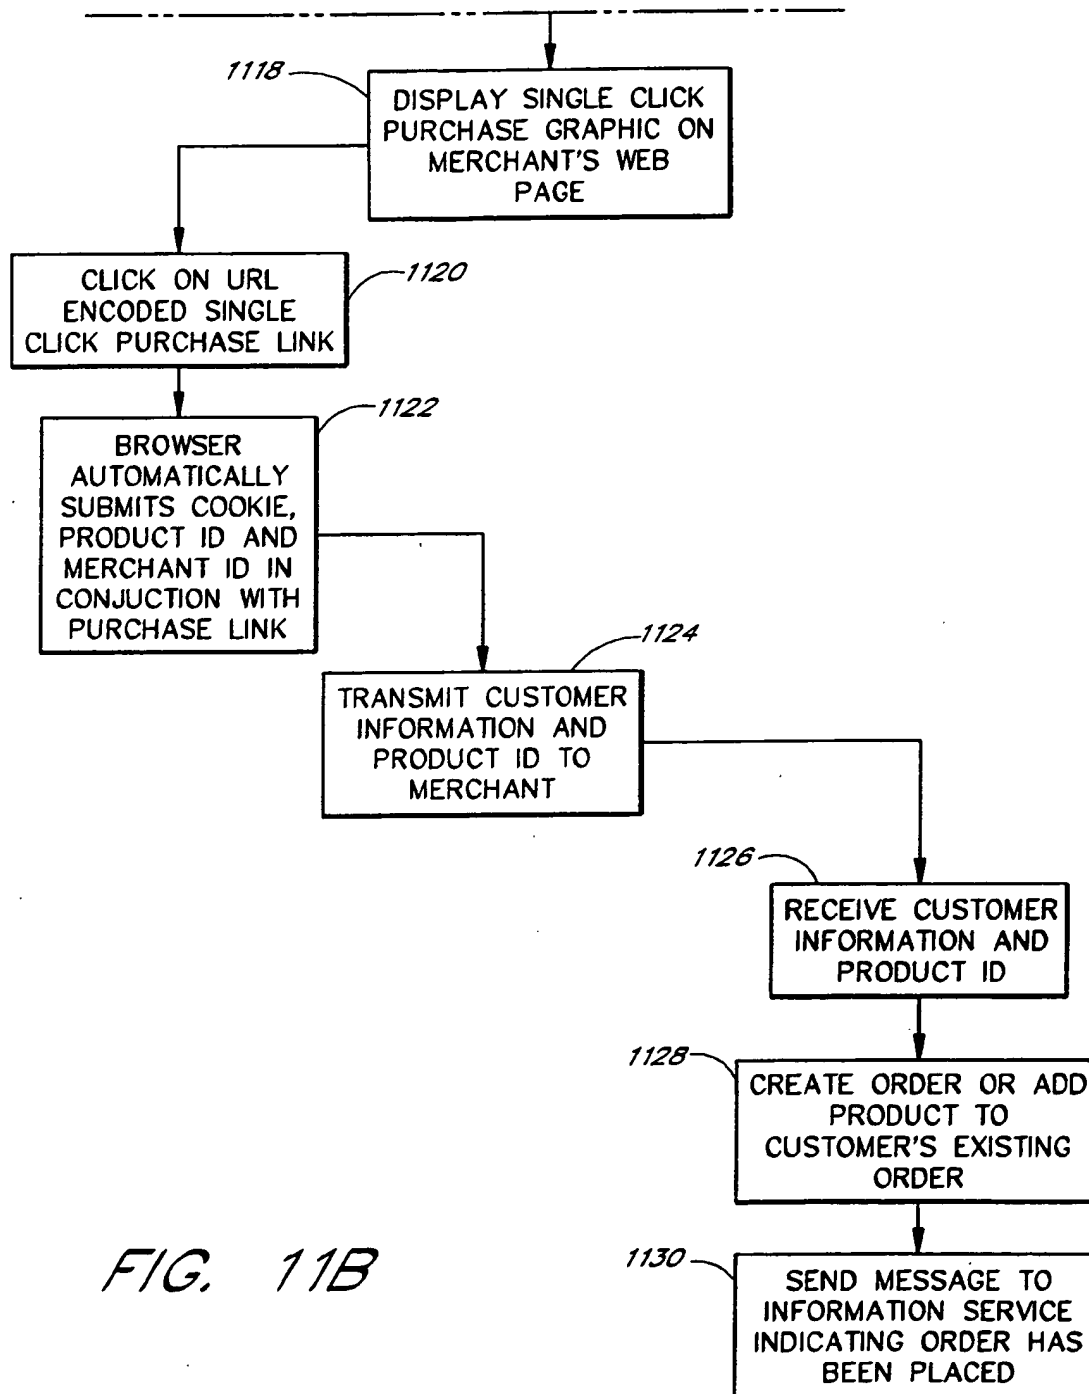 1118
DISPLAY SINGLE CLICK
PURCHASE GRAPHIC ON
MERCHANT'S WEB
PAGE
1120
CLICK ON URL
ENCODED SINGLE
CLICK PURCHASE LINK
1122
BROWSER
AUTOMATICALLY
SUBMITS COOKIE,
PRODUCT ID AND
MERCHANT ID IN
CONJUCTION WITH
PURCHASE LINK
1124
TRANSMIT CUSTOMER
INFORMATION AND
PRODUCT ID TO
MERCHANT
1126
RECEIVE CUSTOMER
INFORMATION AND
PRODUCT ID
1128
CREATE ORDER OR ADD
PRODUCT TO
CUSTOMER'S EXISTING
ORDER
1130
SEND MESSAGE TO
INFORMATION SERVICE
INDICATING ORDER HAS
BEEN PLACED
FIG. 11B